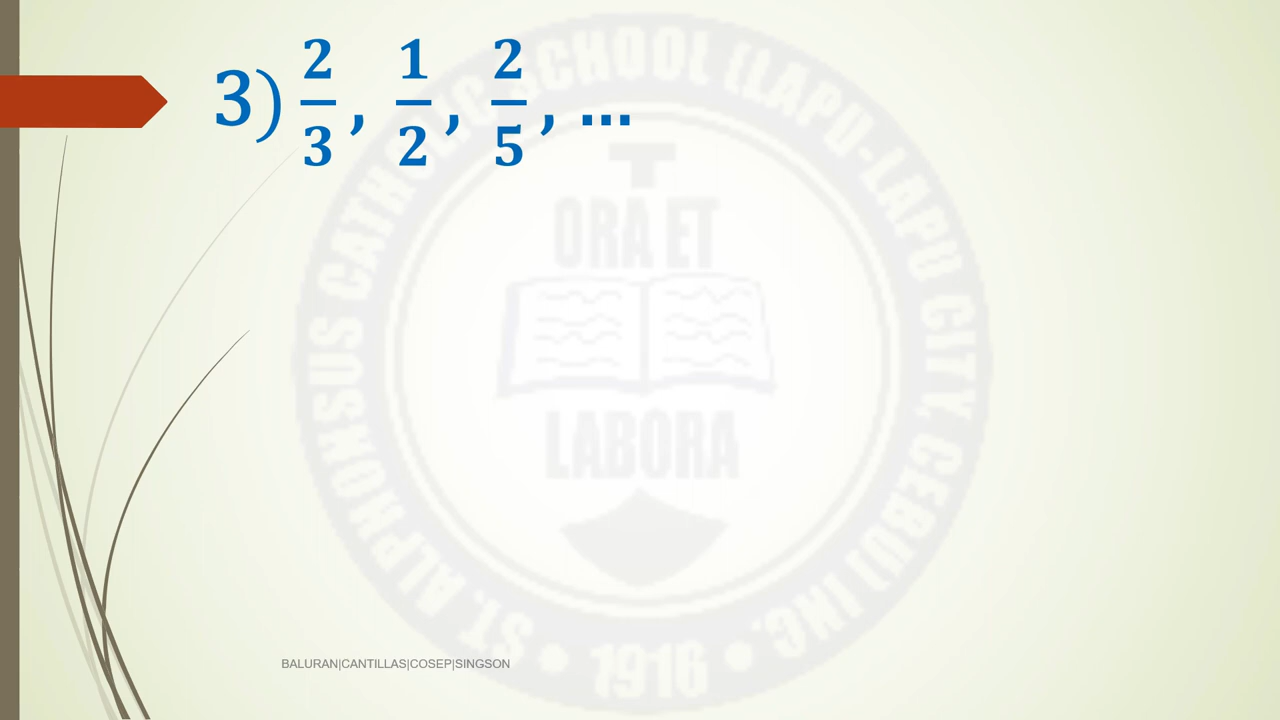 3) 2/3, 1/2, 2/5, ...
ST. ALPHONSUS CATHOLIC SCHOOL (LAPU-LAPU CITY, CEBU) INC.
ORA ET
LABORA
• 1916 •
BALURAN|CANTILLAS|COSEP|SINGSON